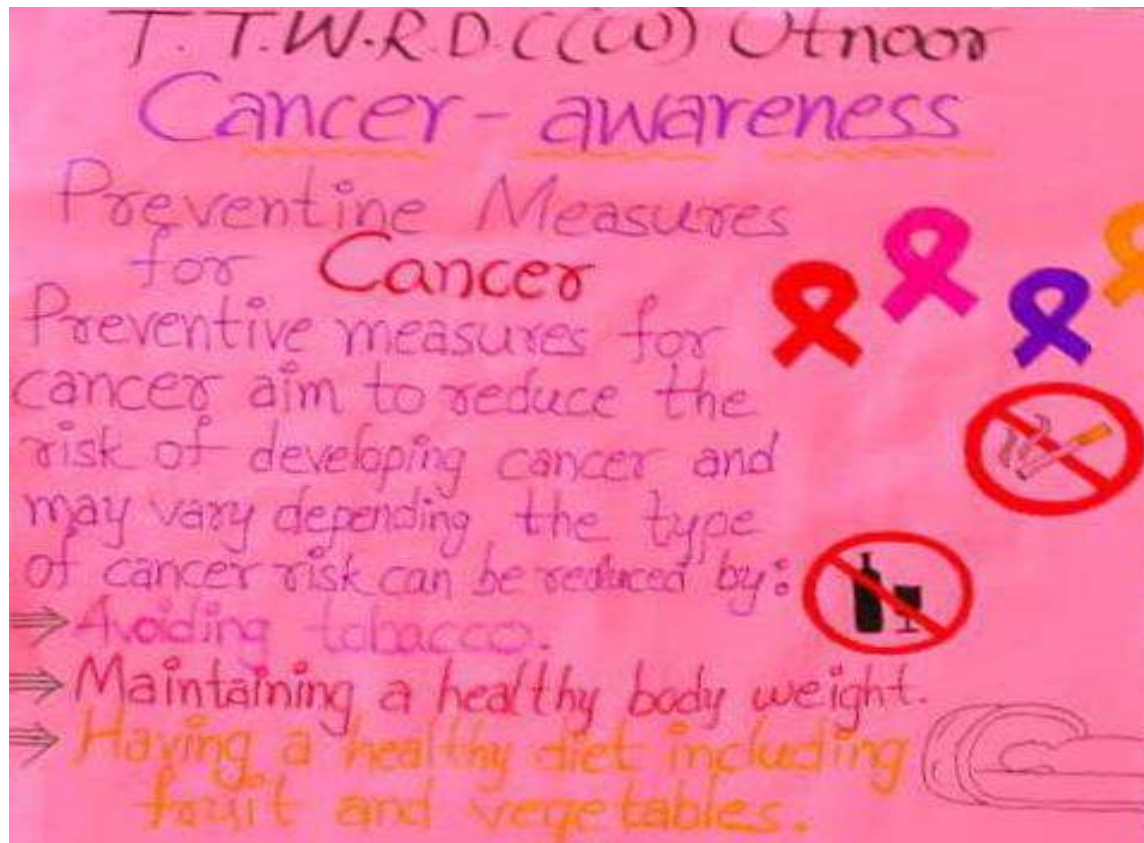 T.T.W.R.D.C((W) Utnoor
Cancer - awareness
Preventine Measures
for Cancer
Preventive measures for
cancer aim to reduce the
risk of developing cancer and
may vary depending the type
of cancer risk can be reduced by:
⇒ Avoiding tobacco.
⇒ Maintaining a healthy body weight.
⇒ Having a healthy diet including
fruit and vegetables.